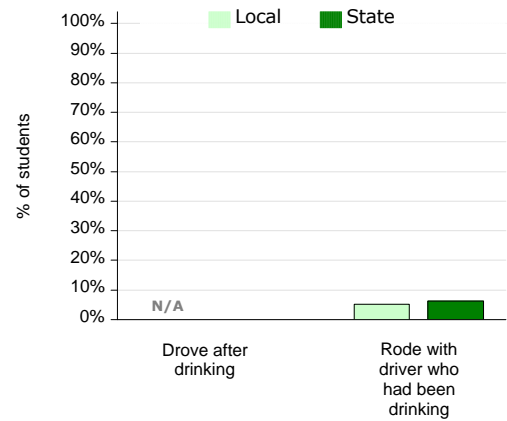 Local State
% of students
100%
90%
80%
70%
60%
50%
40%
30%
20%
10%
0%
N/A
Drove after
drinking
Rode with
driver who
had been
drinking